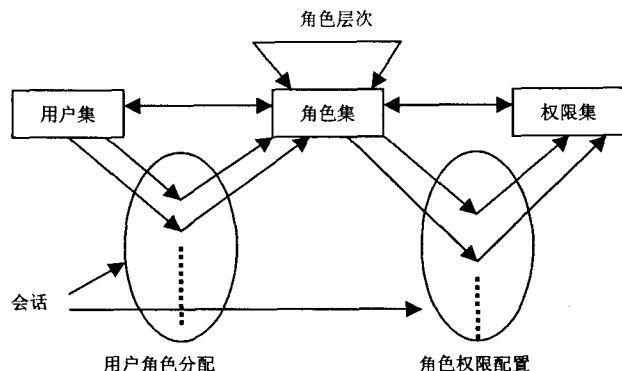 角色层次
用户集
角色集
权限集
会话
用户角色分配
角色权限配置